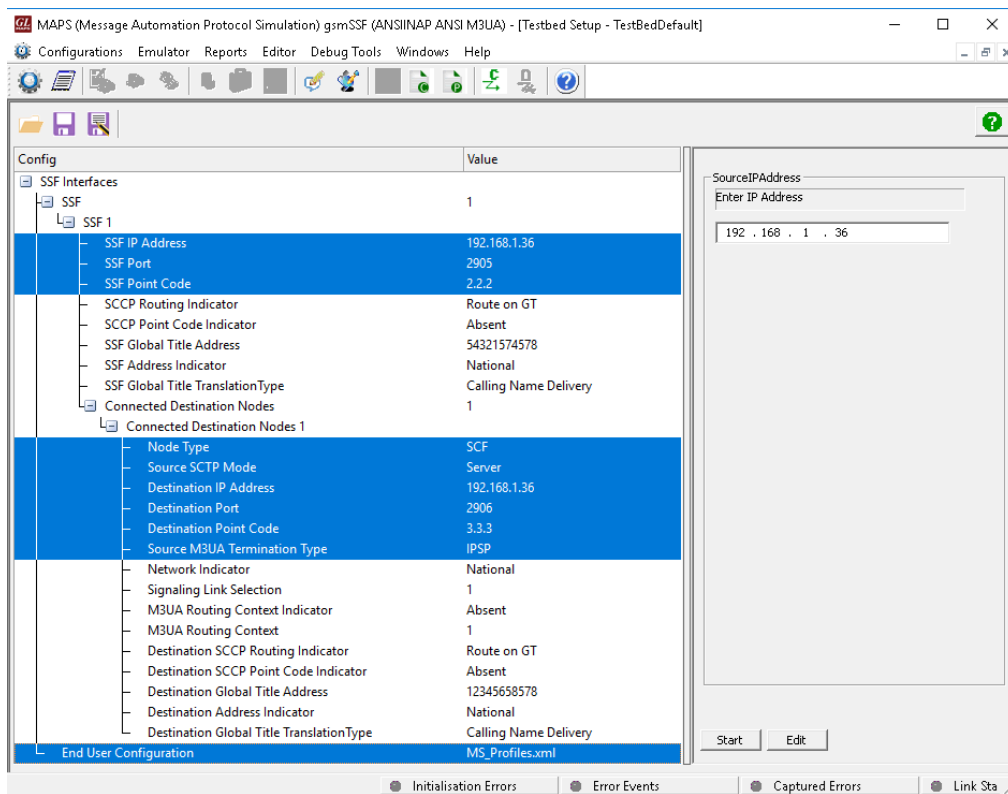 GL MAPS (Message Automation Protocol Simulation) gsmSSF (ANSIINAP ANSI M3UA) - [Testbed Setup - TestBedDefault]
Configurations Emulator Reports Editor Debug Tools Windows Help
Config Value
SSF Interfaces
SSF 1
SSF 1
SSF IP Address 192.168.1.36
SSF Port 2905
SSF Point Code 2.2.2
SCCP Routing Indicator Route on GT
SCCP Point Code Indicator Absent
SSF Global Title Address 54321574578
SSF Address Indicator National
SSF Global Title TranslationType Calling Name Delivery
Connected Destination Nodes 1
Connected Destination Nodes 1
Node Type SCF
Source SCTP Mode Server
Destination IP Address 192.168.1.36
Destination Port 2906
Destination Point Code 3.3.3
Source M3UA Termination Type IPSP
Network Indicator National
Signaling Link Selection 1
M3UA Routing Context Indicator Absent
M3UA Routing Context 1
Destination SCCP Routing Indicator Route on GT
Destination SCCP Point Code Indicator Absent
Destination Global Title Address 12345658578
Destination Address Indicator National
Destination Global Title TranslationType Calling Name Delivery
End User Configuration MS_Profiles.xml
SourceIPAddress
Enter IP Address
192 . 168 . 1 . 36
Start Edit
Initialisation Errors Error Events Captured Errors Link Sta